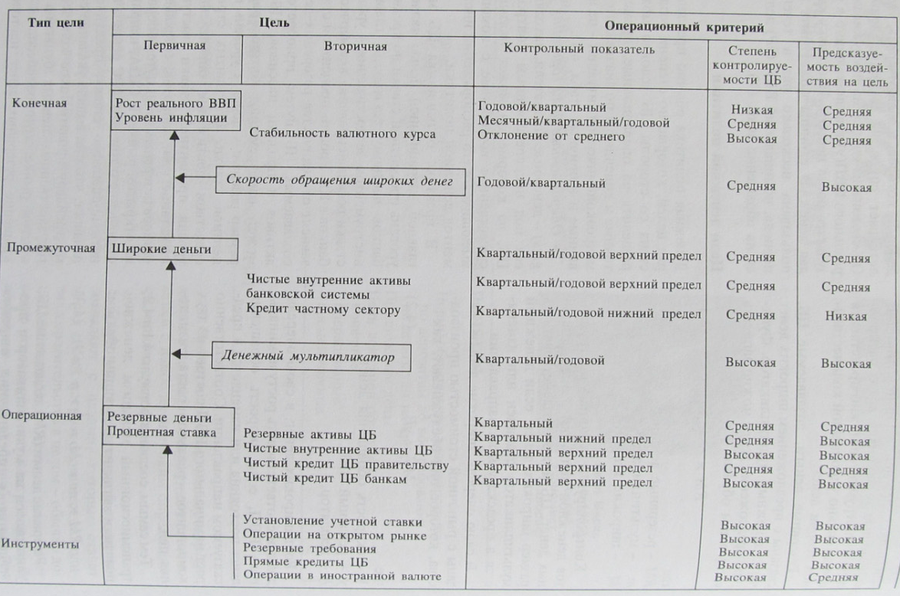 Тип цели Цель Операционный критерий
Первичная Вторичная Контрольный показатель Степень контролируе-мости ЦБ Предсказуе-мость воздей-ствия на цель
Конечная
Рост реального ВВП Годовой/квартальный Низкая Средняя
Уровень инфляции Месячный/квартальный/годовой Средняя Средняя
Стабильность валютного курса Отклонение от среднего Высокая Средняя
Скорость обращения широких денег Годовой/квартальный Средняя Высокая
Промежуточная Широкие деньги Квартальный/годовой верхний предел Средняя Средняя
Чистые внутренние активы Квартальный/годовой верхний предел Средняя Средняя
банковской системы
Кредит частному сектору Квартальный/годовой нижний предел Средняя Низкая
Денежный мультипликатор Квартальный/годовой Высокая Высокая
Операционная Резервные деньги Квартальный Средняя Средняя
Процентная ставка
Резервные активы ЦБ Квартальный нижний предел Средняя Высокая
Чистые внутренние активы ЦБ Квартальный верхний предел Высокая Высокая
Чистый кредит ЦБ правительству Квартальный верхний предел Средняя Средняя
Чистый кредит ЦБ банкам Квартальный верхний предел Высокая Высокая
Инструменты
Установление учетной ставки Высокая Высокая
Операции на открытом рынке Высокая Высокая
Резервные требования Высокая Высокая
Прямые кредиты ЦБ Высокая Высокая
Операции в иностранной валюте Высокая Средняя